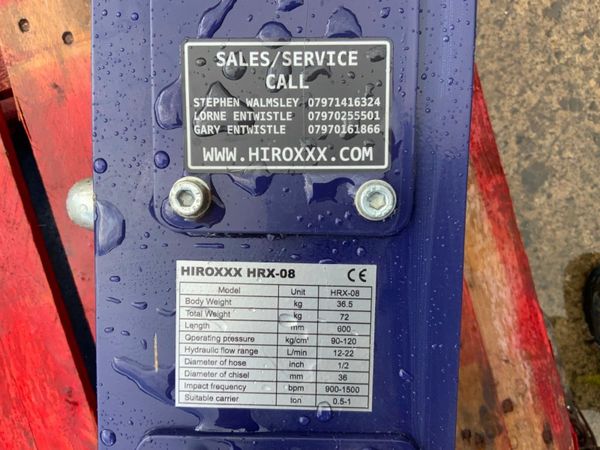 SALES/SERVICE
CALL
STEPHEN WALMSLEY 07971416324
LORNE ENTWISTLE 07970255501
GARY ENTWISTLE 07970161866
WWW.HIROXXX.COM
HIROXXX HRX-08 CE
Model Unit HRX-08
Body Weight kg 36.5
Total Weight kg 72
Length mm 600
Operating pressure kg/cm² 90-120
Hydraulic flow range L/min 12-22
Diameter of hose inch 1/2
Diameter of chisel mm 36
Impact frequency bpm 900-1500
Suitable carrier ton 0.5-1